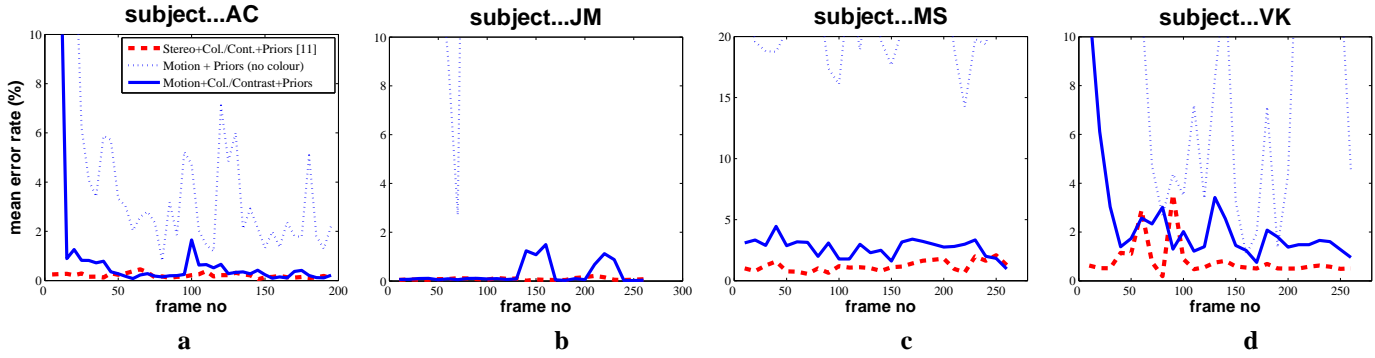 subject...AC
mean error rate (%)
10
8
6
4
2
0
0 50 100 150 200
frame no
Stereo+Col./Cont.+Priors [11]
Motion + Priors (no colour)
Motion+Col./Contrast+Priors
a
subject...JM
10
8
6
4
2
0
0 50 100 150 200 250 300
frame no
b
subject...MS
20
15
10
5
0
0 50 100 150 200 250
frame no
c
subject...VK
10
8
6
4
2
0
0 50 100 150 200 250
frame no
d